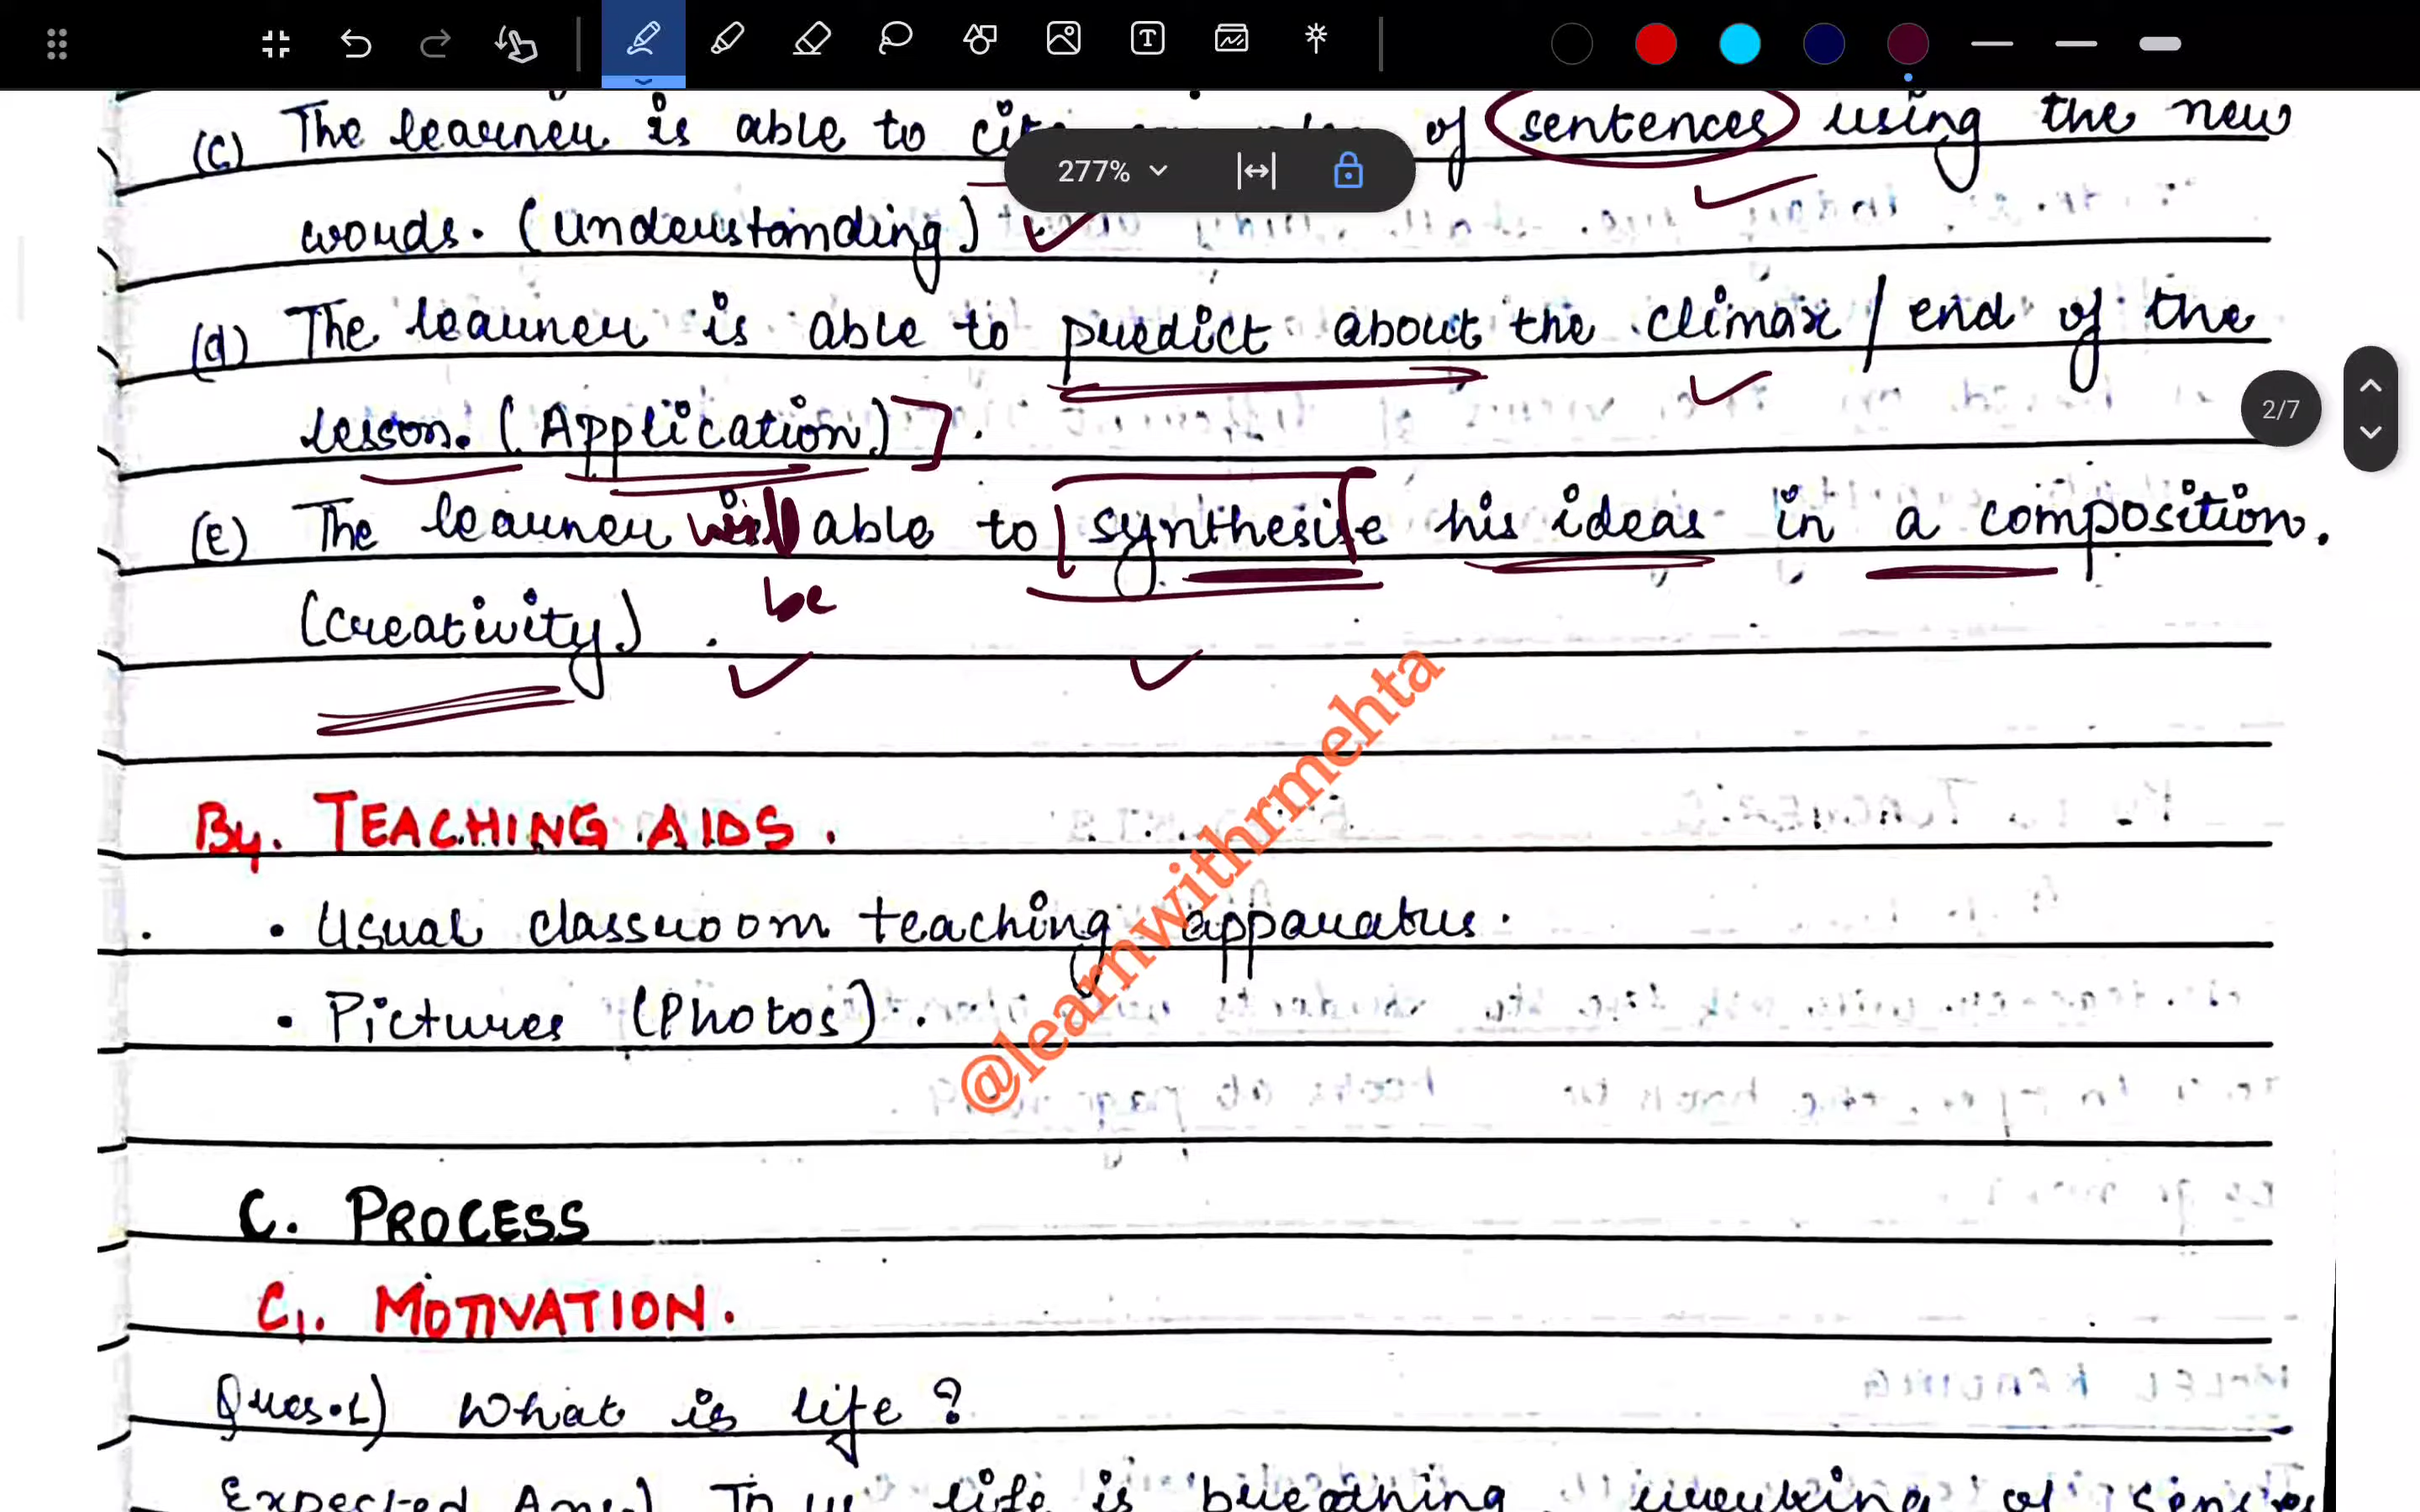 277%
2/7
(c) The learner is able to of sentences using the new
words. (Understanding)
(d) The learner is able to predict about the climax / end of the
lesson. (Application)
(e) The learner will be able to synthesise his ideas in a composition.
(Creativity)
By. TEACHING AIDS.
• Usual classroom teaching apparatus.
• Pictures (Photos).
@learnwithrmehta
C. PROCESS
C1. MOTIVATION.
Ques.1) What is life?
Expected Ans) To us life is breathing, of senses